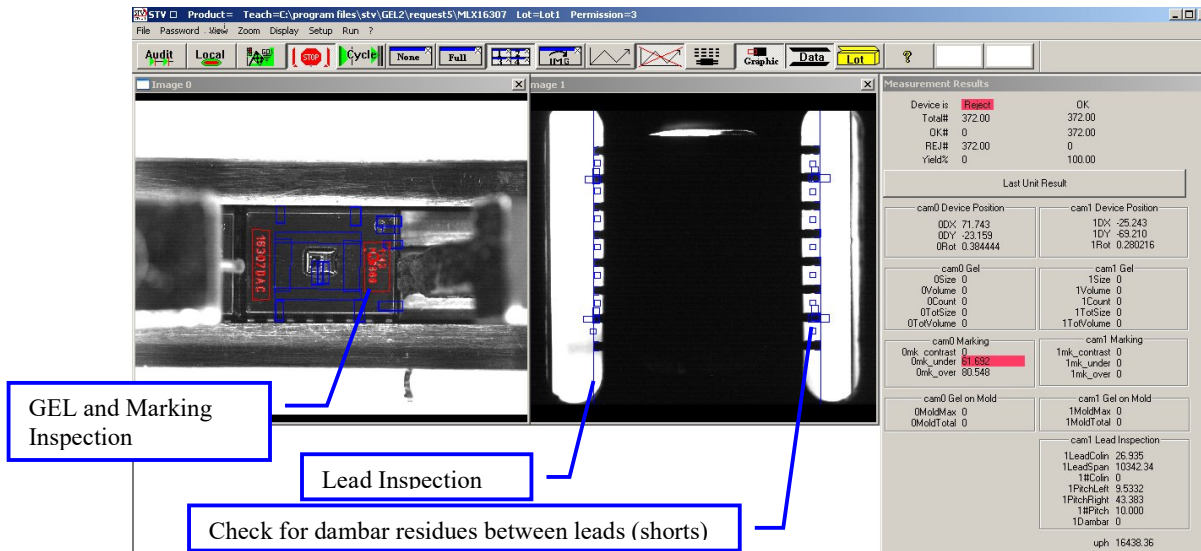 STV Product= Teach=C:\program files\stv\GEL2\request5\MLX16307 Lot=Lot1 Permission=3
File Password View Zoom Display Setup Run ?
Audit Local STOP Cycle None Full IMG Graphic Data Lot ?
Image 0
mage 1
Measurement Results
Device is Reject OK
Total# 372.00 372.00
OK# 0 372.00
REJ# 372.00 0
Yield% 0 100.00
Last Unit Result
cam0 Device Position
0DX 71.743
0DY -23.159
0Rot 0.384444
cam1 Device Position
1DX -25.243
1DY -69.210
1Rot 0.280216
cam0 Gel
0Size 0
0Volume 0
0Count 0
0TotSize 0
0TotVolume 0
cam1 Gel
1Size 0
1Volume 0
1Count 0
1TotSize 0
1TotVolume 0
cam0 Marking
0mk_contrast 0
0mk_under 61.692
0mk_over 80.548
cam1 Marking
1mk_contrast 0
1mk_under 0
1mk_over 0
cam0 Gel on Mold
0MoldMax 0
0MoldTotal 0
cam1 Gel on Mold
1MoldMax 0
1MoldTotal 0
cam1 Lead Inspection
1LeadColin 26.935
1LeadSpan 10342.34
1#Colin 0
1PitchLeft 9.5332
1PitchRight 43.383
1#Pitch 10.000
1Dambar 0
uph 16438.36
16307DAC
GEL and Marking
Inspection
Lead Inspection
Check for dambar residues between leads (shorts)